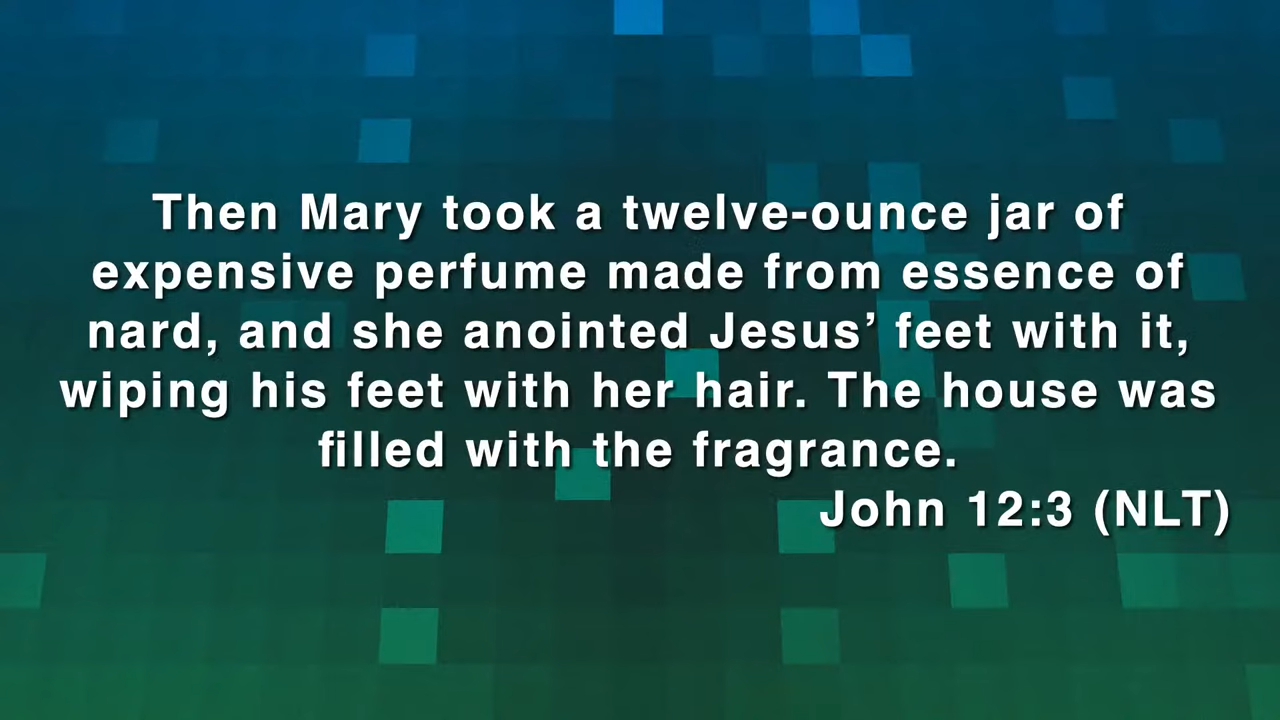 Then Mary took a twelve-ounce jar of
expensive perfume made from essence of
nard, and she anointed Jesus’ feet with it,
wiping his feet with her hair. The house was
filled with the fragrance.
John 12:3 (NLT)